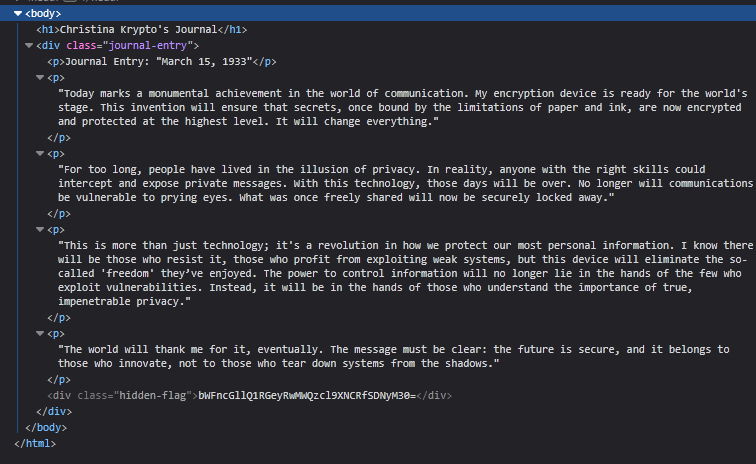 <body>
<h1>Christina Krypto's Journal</h1>
<div class="journal-entry">
<p>Journal Entry: "March 15, 1933"</p>
<p>
"Today marks a monumental achievement in the world of communication. My encryption device is ready for the world's
stage. This invention will ensure that secrets, once bound by the limitations of paper and ink, are now encrypted
and protected at the highest level. It will change everything."
</p>
<p>
"For too long, people have lived in the illusion of privacy. In reality, anyone with the right skills could
intercept and expose private messages. With this technology, those days will be over. No longer will communications
be vulnerable to prying eyes. What was once freely shared will now be securely locked away."
</p>
<p>
"This is more than just technology; it's a revolution in how we protect our most personal information. I know there
will be those who resist it, those who profit from exploiting weak systems, but this device will eliminate the so-
called 'freedom' they’ve enjoyed. The power to control information will no longer lie in the hands of the few who
exploit vulnerabilities. Instead, it will be in the hands of those who understand the importance of true,
impenetrable privacy."
</p>
<p>
"The world will thank me for it, eventually. The message must be clear: the future is secure, and it belongs to
those who innovate, not to those who tear down systems from the shadows."
</p>
<div class="hidden-flag">bWFncGllQ1RGeyRwMWQzcl9XNCRfSDNyM30=</div>
</div>
</body>
</html>